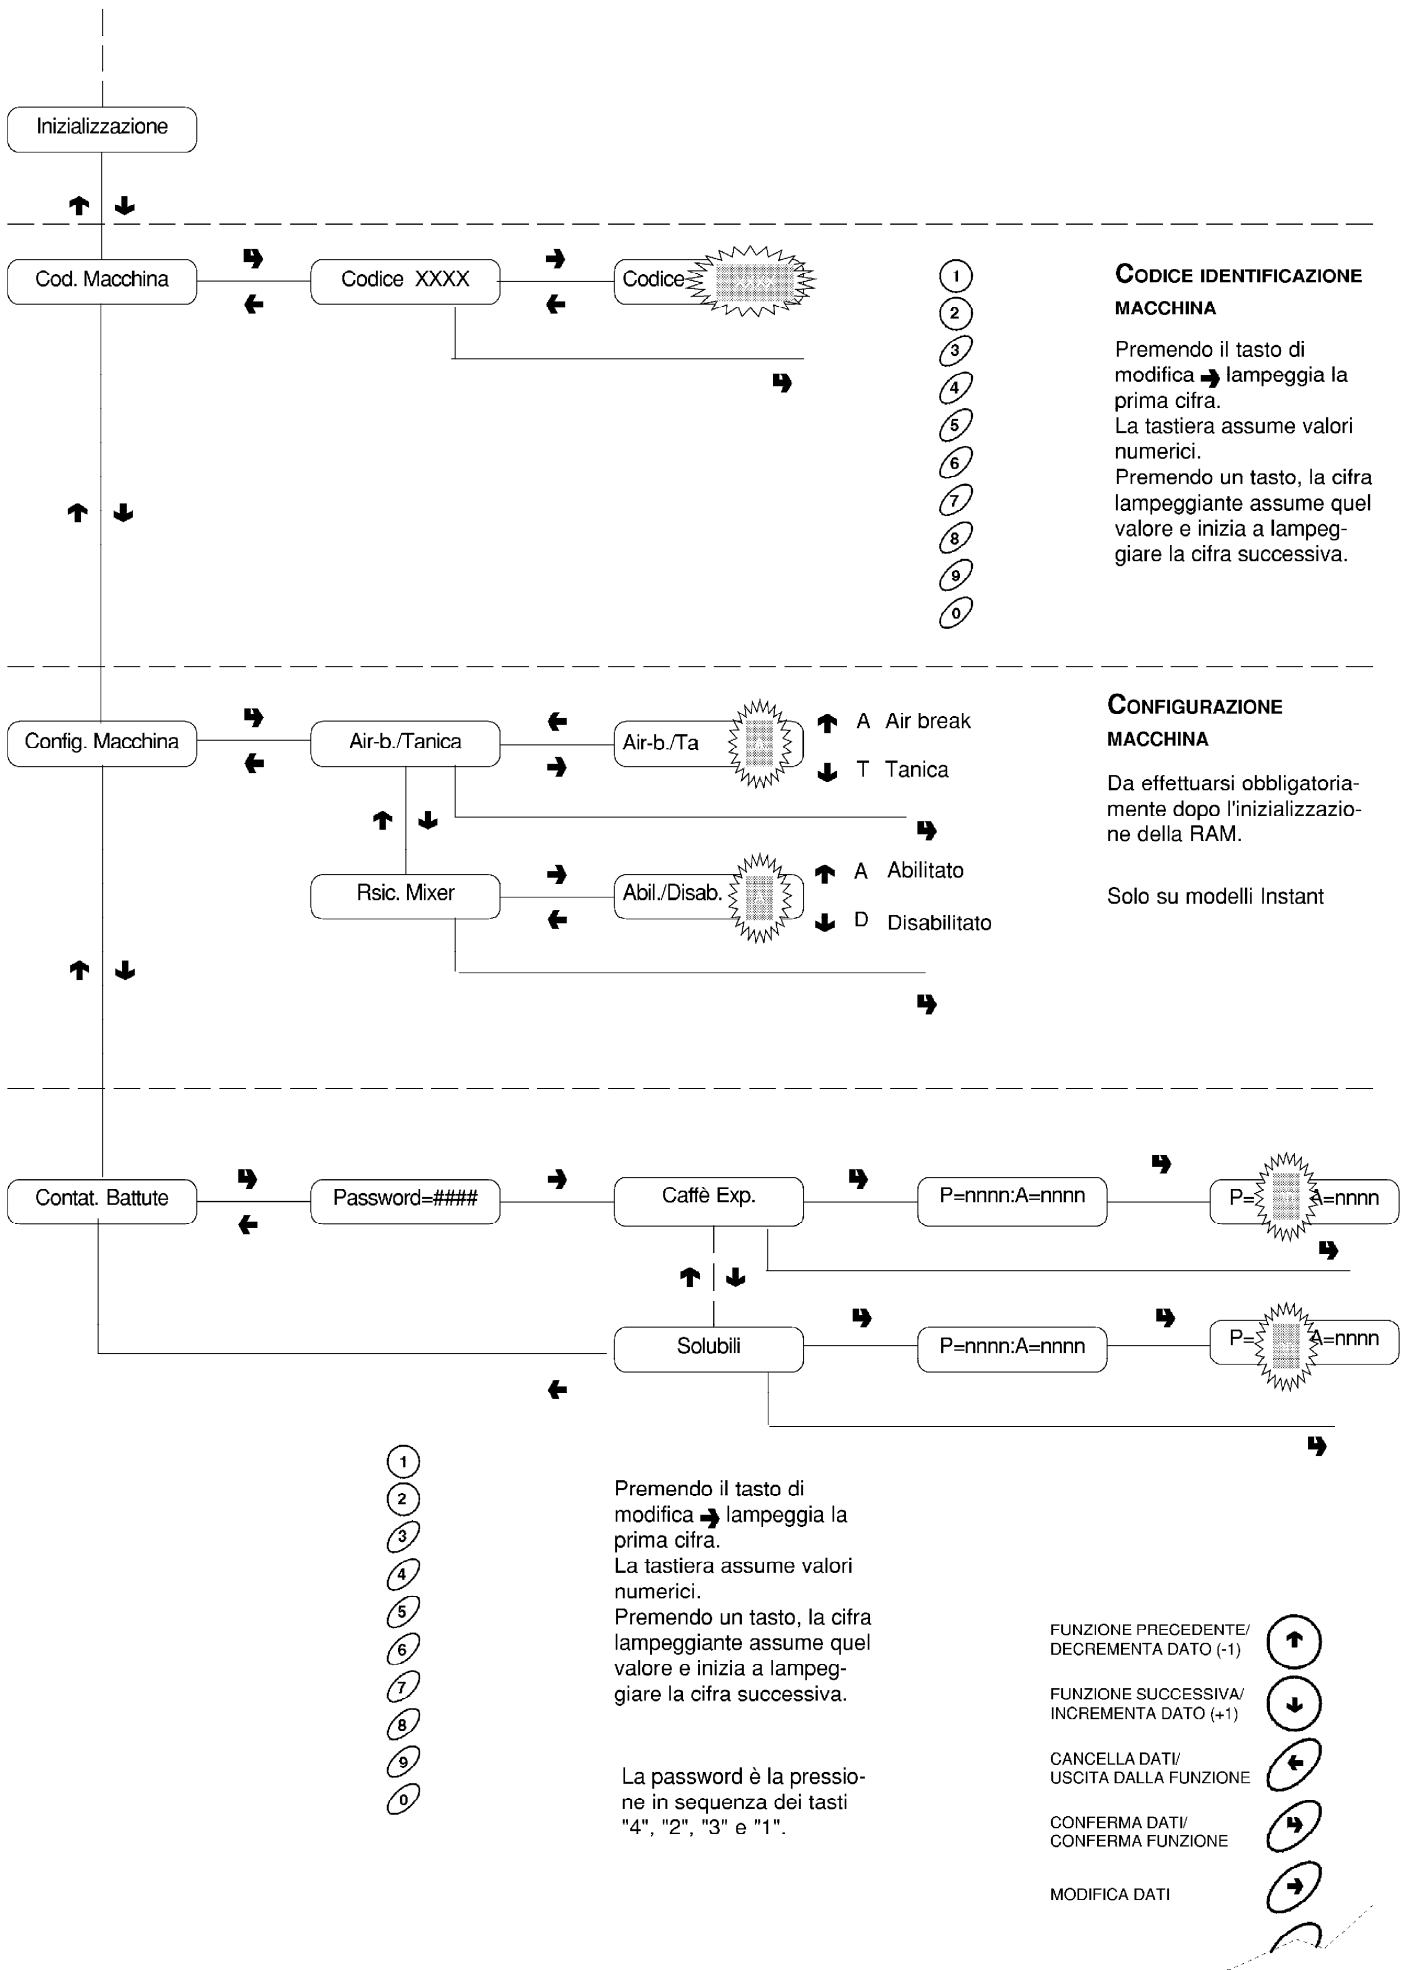 Inizializzazione
Cod. Macchina
Codice XXXX
Codice
1
2
3
4
5
6
7
8
9
0
CODICE IDENTIFICAZIONE
MACCHINA
Premendo il tasto di
modifica lampeggia la
prima cifra.
La tastiera assume valori
numerici.
Premendo un tasto, la cifra
lampeggiante assume quel
valore e inizia a lampeg-
giare la cifra successiva.
Config. Macchina
Air-b./Tanica
Air-b./Ta
A Air break
T Tanica
Rsic. Mixer
Abil./Disab.
A Abilitato
D Disabilitato
CONFIGURAZIONE
MACCHINA
Da effettuarsi obbligatoria-
mente dopo l'inizializzazio-
ne della RAM.
Solo su modelli Instant
Contat. Battute
Password=####
Caffè Exp.
P=nnnn:A=nnnn
P= A=nnnn
Solubili
P=nnnn:A=nnnn
P= A=nnnn
1
2
3
4
5
6
7
8
9
0
Premendo il tasto di
modifica lampeggia la
prima cifra.
La tastiera assume valori
numerici.
Premendo un tasto, la cifra
lampeggiante assume quel
valore e inizia a lampeg-
giare la cifra successiva.
La password è la pressio-
ne in sequenza dei tasti
"4", "2", "3" e "1".
FUNZIONE PRECEDENTE/
DECREMENTA DATO (-1)
FUNZIONE SUCCESSIVA/
INCREMENTA DATO (+1)
CANCELLA DATI/
USCITA DALLA FUNZIONE
CONFERMA DATI/
CONFERMA FUNZIONE
MODIFICA DATI